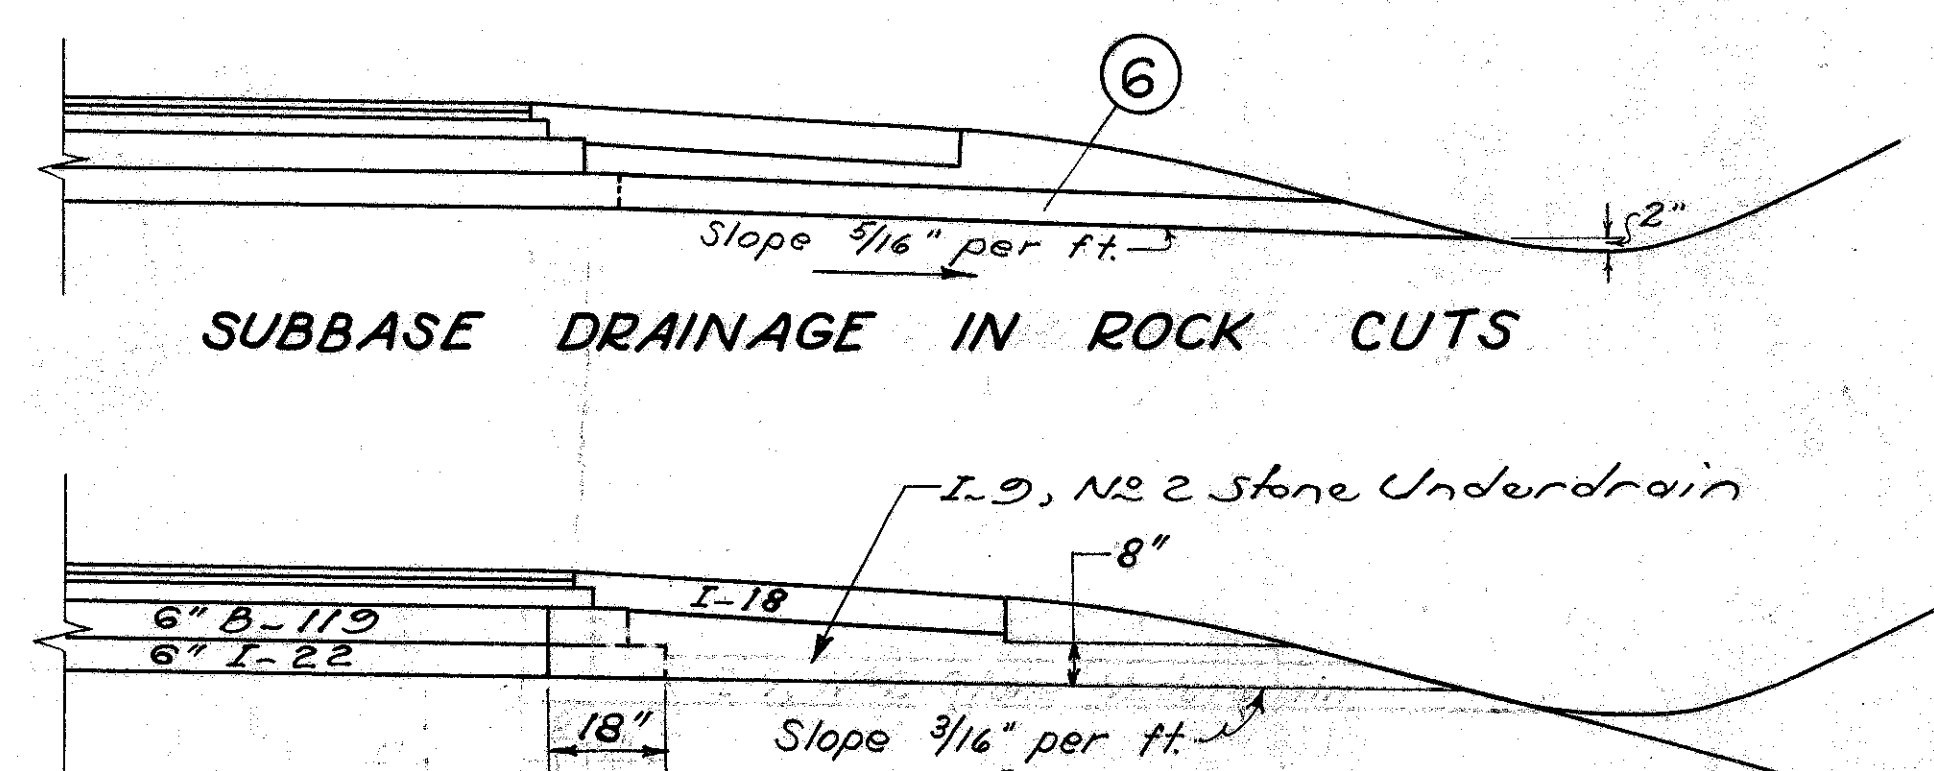 6
2"
Slope 5/16" per ft.
SUBBASE DRAINAGE IN ROCK CUTS
I-9, Nº 2 Stone Underdrain
8"
I-18
6" B-119
6" I-22
18"
Slope 3/16" per ft.